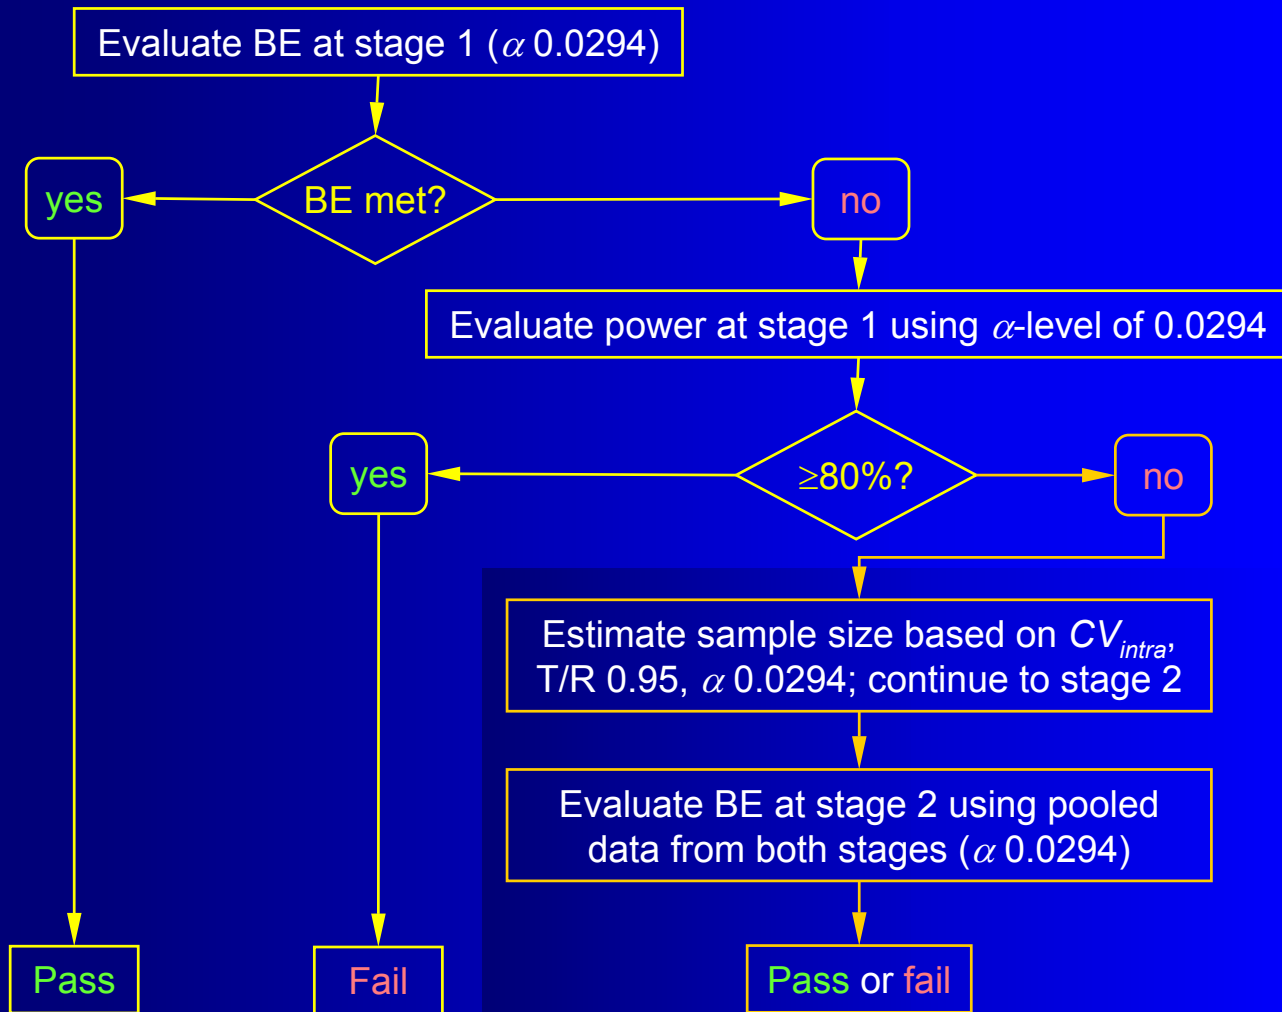 Evaluate BE at stage 1 (α 0.0294)
yes
BE met?
no
Evaluate power at stage 1 using α-level of 0.0294
yes
≥80%?
no
Estimate sample size based on CVintra,
T/R 0.95, α 0.0294; continue to stage 2
Evaluate BE at stage 2 using pooled
data from both stages (α 0.0294)
Pass
Fail
Pass or fail